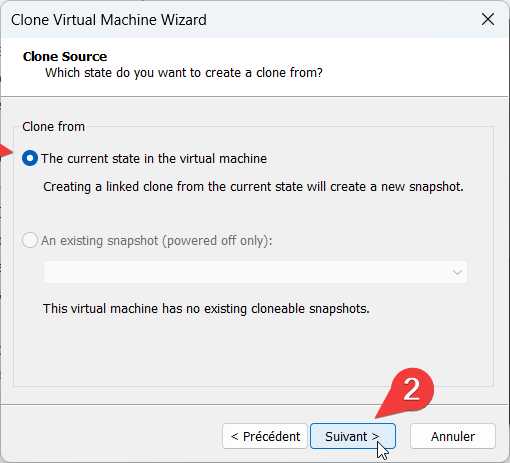 Clone Virtual Machine Wizard
Clone Source
Which state do you want to create a clone from?
Clone from
The current state in the virtual machine
Creating a linked clone from the current state will create a new snapshot.
An existing snapshot (powered off only):
This virtual machine has no existing cloneable snapshots.
2
< Précédent
Suivant >
Annuler